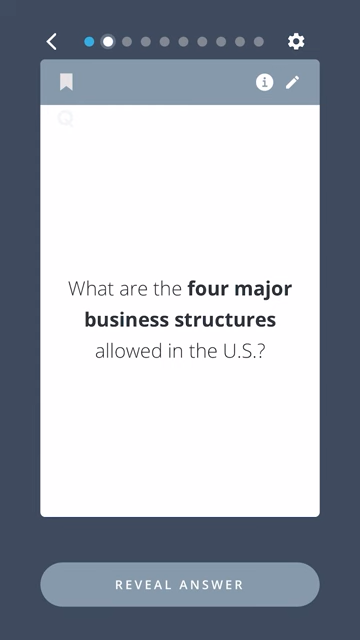 Q
What are the four major
business structures
allowed in the U.S.?
REVEAL ANSWER